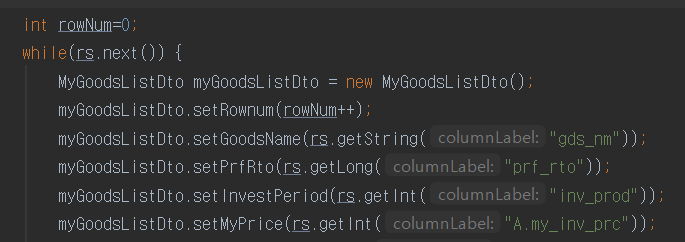 int rowNum=0;
while(rs.next()) {
MyGoodsListDto myGoodsListDto = new MyGoodsListDto();
myGoodsListDto.setRownum(rowNum++);
myGoodsListDto.setGoodsName(rs.getString( columnLabel: "gds_nm"));
myGoodsListDto.setPrfRto(rs.getLong( columnLabel: "prf_rto"));
myGoodsListDto.setInvestPeriod(rs.getInt( columnLabel: "inv_prod"));
myGoodsListDto.setMyPrice(rs.getInt( columnLabel: "A.my_inv_prc"));